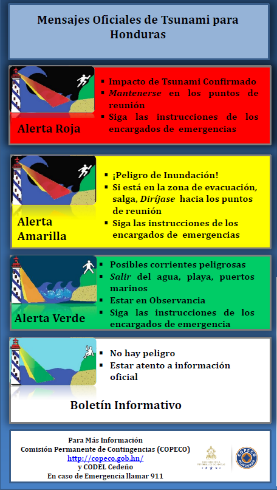 Mensajes Oficiales de Tsunami para
Honduras
Alerta Roja
▪ Impacto de Tsunami Confirmado
▪ Mantenerse en los puntos de
reunión
▪ Siga las instrucciones de los
encargados de emergencias
Alerta
Amarilla
▪ ¡Peligro de Inundación!
▪ Si está en la zona de evacuación,
salga, Diríjase hacia los puntos
de reunión
▪ Siga las instrucciones de los
encargados de emergencias
Alerta Verde
▪ Posibles corrientes peligrosas
▪ Salir del agua, playa, puertos
marinos
▪ Estar en Observancia
▪ Siga las instrucciones de los
encargados de emergencia
▪ No hay peligro
▪ Estar atento a información
oficial
Boletín Informativo
Para Más Información
Comisión Permanente de Contingencias (COPECO)
http://copeco.gob.hn/
y CODEL Cedeño
En caso de Emergencia llamar 911